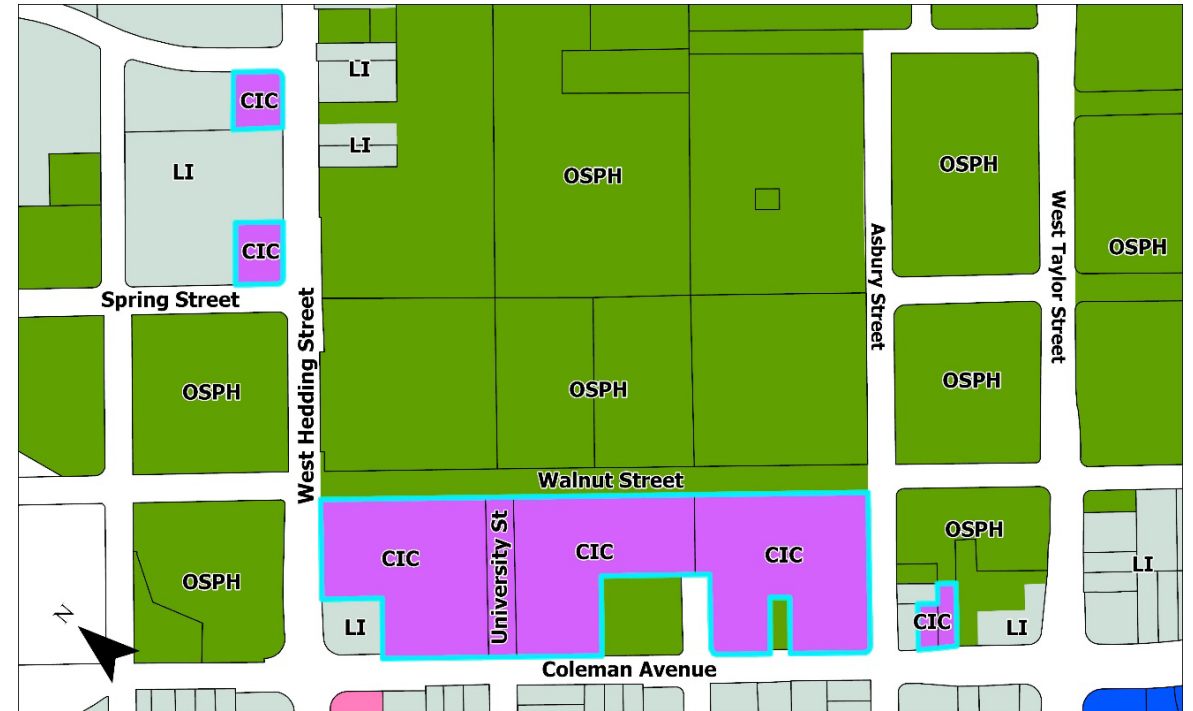 LI
CIC
LI
LI
OSPH
OSPH
OSPH
LI
CIC
Spring Street
West Hedding Street
Asbury Street
West Taylor Street
OSPH
OSPH
OSPH
Walnut Street
CIC
University St
CIC
CIC
OSPH
LI
OSPH
LI
CIC
LI
N
Coleman Avenue